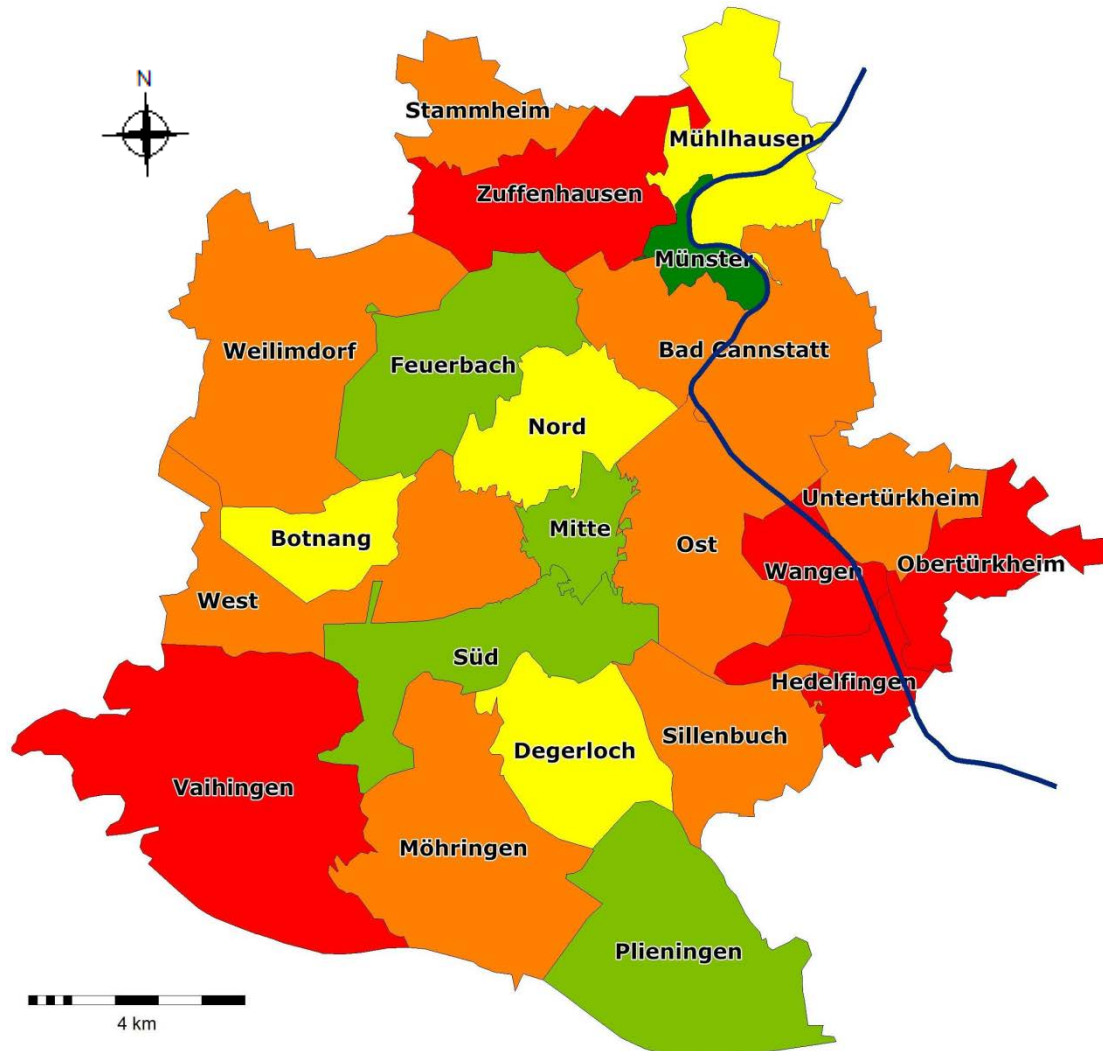 N
Stammheim
Mühlhausen
Zuffenhausen
Münster
Weilimdorf
Feuerbach
Bad Cannstatt
Nord
Untertürkheim
Botnang
Mitte
Ost
Wangen
Obertürkheim
West
Süd
Hedelfingen
Degerloch
Sillenbuch
Vaihingen
Möhringen
Plieningen
4 km